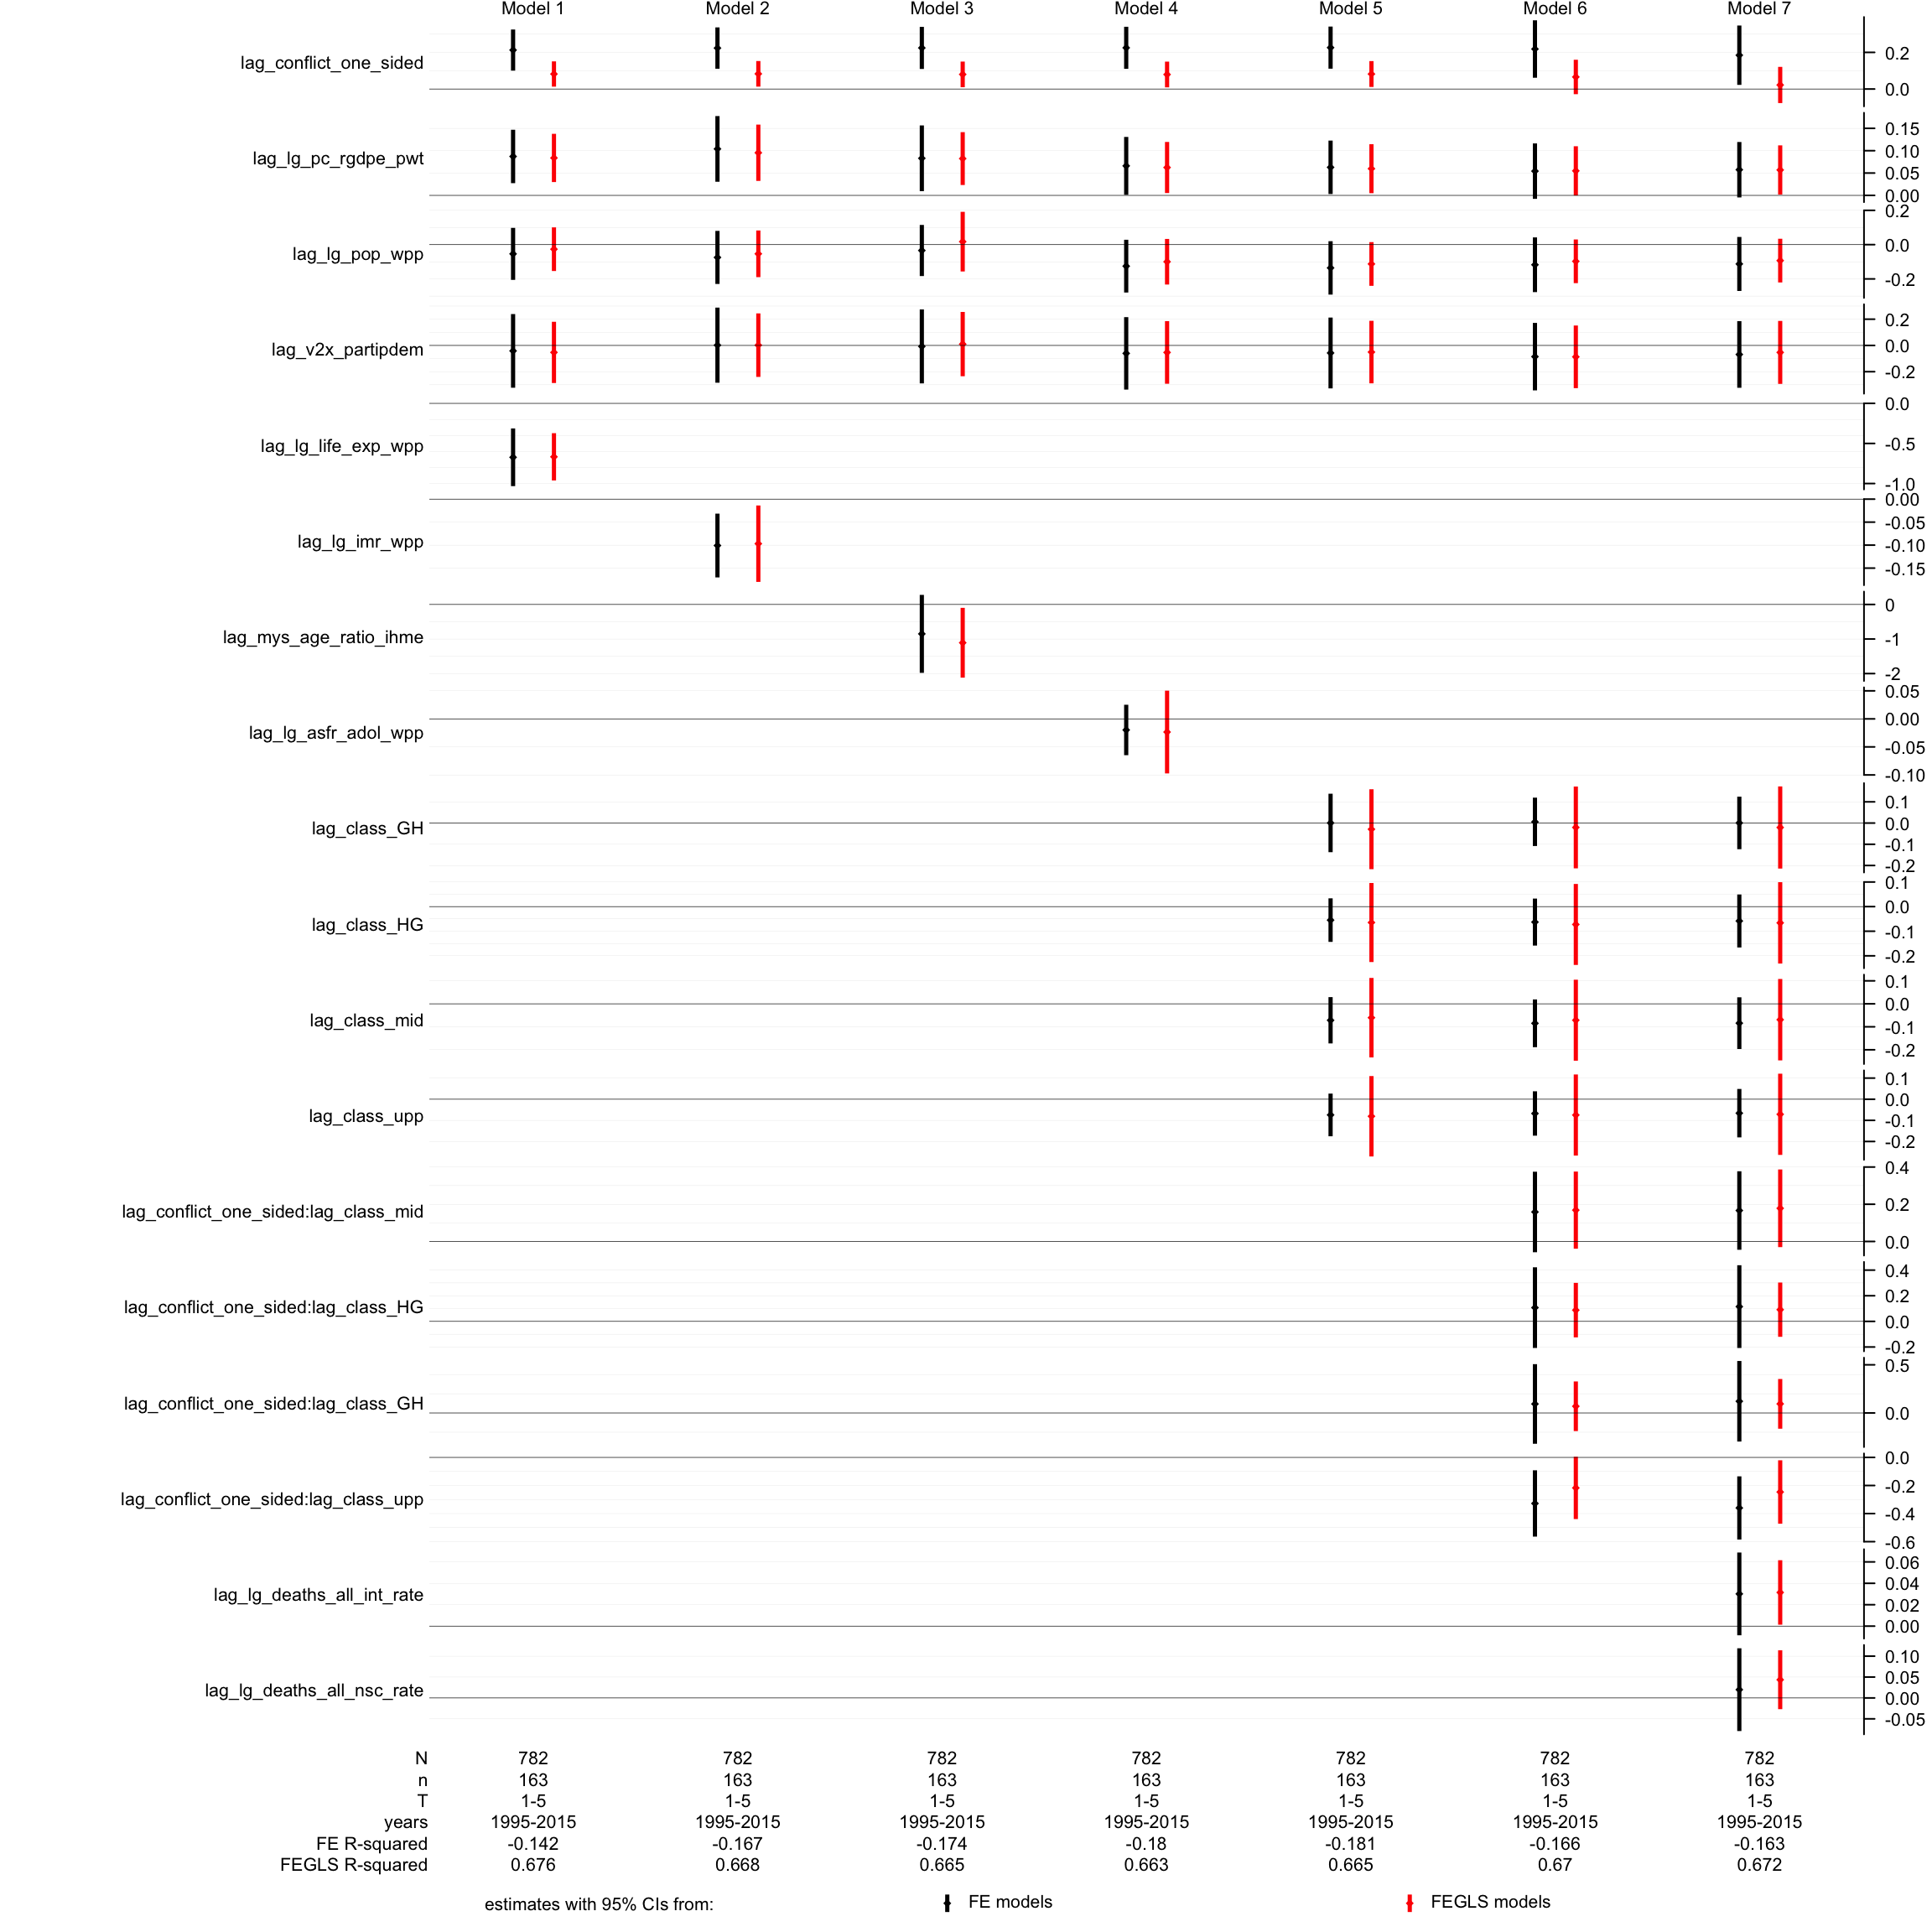 Model 1 Model 2 Model 3 Model 4 Model 5 Model 6 Model 7
lag_conflict_one_sided
0.2
0.0
lag_lg_pc_rgdpe_pwt
0.15
0.10
0.05
0.00
lag_lg_pop_wpp
0.2
0.0
-0.2
lag_v2x_partipdem
0.2
0.0
-0.2
lag_lg_life_exp_wpp
0.0
-0.5
-1.0
lag_lg_imr_wpp
0.00
-0.05
-0.10
-0.15
lag_mys_age_ratio_ihme
0
-1
-2
lag_lg_asfr_adol_wpp
0.05
0.00
-0.05
-0.10
lag_class_GH
0.1
0.0
-0.1
-0.2
lag_class_HG
0.1
0.0
-0.1
-0.2
lag_class_mid
0.1
0.0
-0.1
-0.2
lag_class_upp
0.1
0.0
-0.1
-0.2
lag_conflict_one_sided:lag_class_mid
0.4
0.2
0.0
lag_conflict_one_sided:lag_class_HG
0.4
0.2
0.0
-0.2
lag_conflict_one_sided:lag_class_GH
0.5
0.0
lag_conflict_one_sided:lag_class_upp
0.0
-0.2
-0.4
-0.6
lag_lg_deaths_all_int_rate
0.06
0.04
0.02
0.00
lag_lg_deaths_all_nsc_rate
0.10
0.05
0.00
-0.05
N 782 782 782 782 782 782 782
n 163 163 163 163 163 163 163
T 1-5 1-5 1-5 1-5 1-5 1-5 1-5
years 1995-2015 1995-2015 1995-2015 1995-2015 1995-2015 1995-2015 1995-2015
FE R-squared -0.142 -0.167 -0.174 -0.18 -0.181 -0.166 -0.163
FEGLS R-squared 0.676 0.668 0.665 0.663 0.665 0.67 0.672
estimates with 95% CIs from: FE models FEGLS models